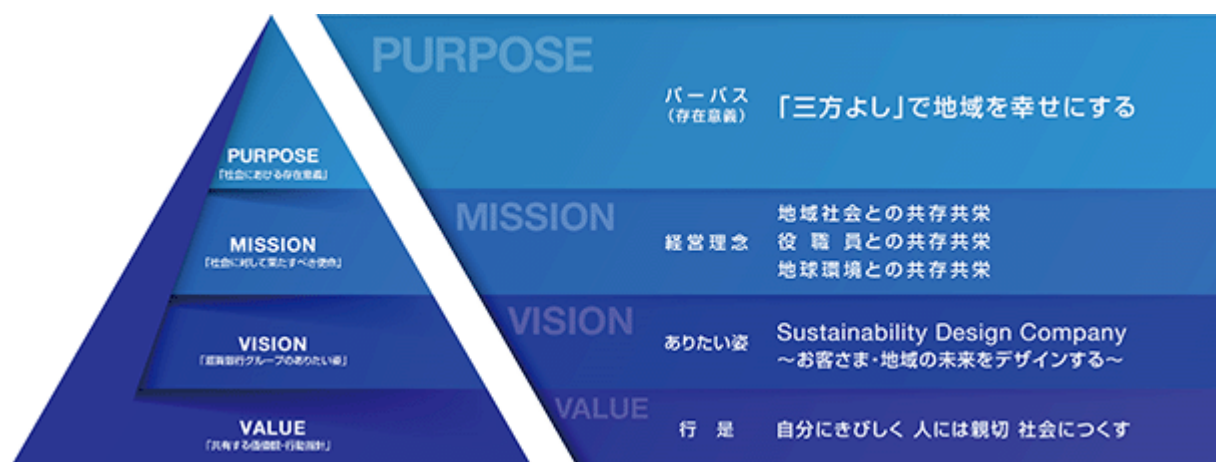 PURPOSE
「社会における存在意義」
MISSION
「社会に対して果たすべき使命」
VISION
「滋賀銀行グループのありたい姿」
VALUE
「共有する価値観・行動指針」
PURPOSE
パーパス
（存在意義）
「三方よし」で地域を幸せにする
MISSION
経営理念
地域社会との共存共栄
役職員との共存共栄
地球環境との共存共栄
VISION
ありたい姿
Sustainability Design Company
〜お客さま・地域の未来をデザインする〜
VALUE
行是
自分にきびしく 人には親切 社会につくす